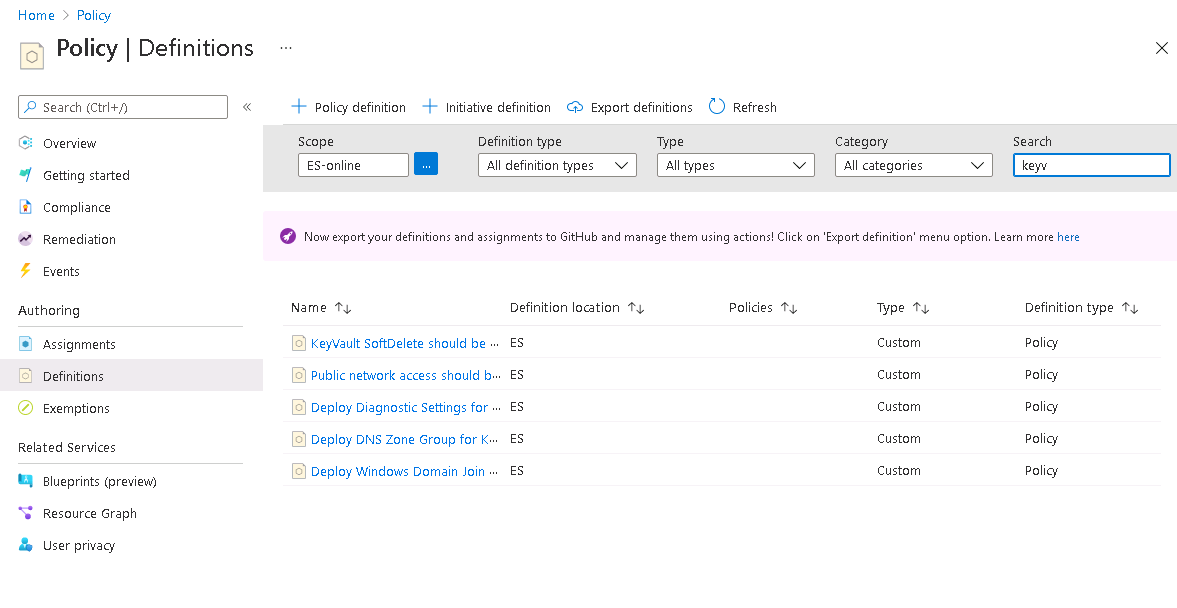 Home > Policy
Policy | Definitions ...
Search (Ctrl+/)
«
Overview
Getting started
Compliance
Remediation
Events
Authoring
Assignments
Definitions
Exemptions
Related Services
Blueprints (preview)
Resource Graph
User privacy
+ Policy definition + Initiative definition Export definitions Refresh
Scope Definition type Type Category Search
ES-online ... All definition types All types All categories keyv
Now export your definitions and assignments to GitHub and manage them using actions! Click on 'Export definition' menu option. Learn more here
Name ↑↓ Definition location ↑↓ Policies ↑↓ Type ↑↓ Definition type ↑↓
KeyVault SoftDelete should be ... ES Custom Policy
Public network access should b... ES Custom Policy
Deploy Diagnostic Settings for ... ES Custom Policy
Deploy DNS Zone Group for K... ES Custom Policy
Deploy Windows Domain Join ... ES Custom Policy